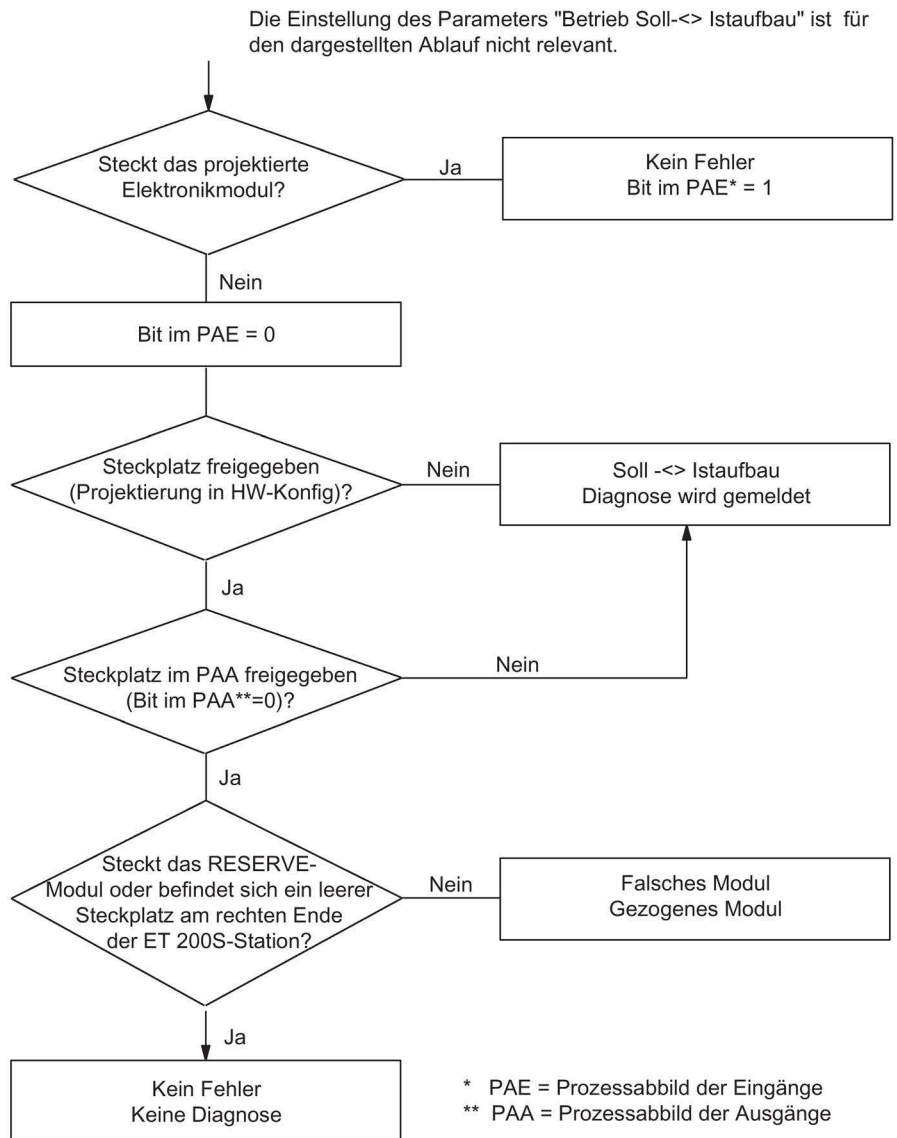 Die Einstellung des Parameters "Betrieb Soll-<> Istaufbau" ist für
den dargestellten Ablauf nicht relevant.
Steckt das projektierte
Elektronikmodul?
Ja
Kein Fehler
Bit im PAE* = 1
Nein
Bit im PAE = 0
Steckplatz freigegeben
(Projektierung in HW-Konfig)?
Nein
Soll -<> Istaufbau
Diagnose wird gemeldet
Ja
Steckplatz im PAA freigegeben
(Bit im PAA**=0)?
Nein
Ja
Steckt das RESERVE-
Modul oder befindet sich ein leerer
Steckplatz am rechten Ende
der ET 200S-Station?
Nein
Falsches Modul
Gezogenes Modul
Ja
Kein Fehler
Keine Diagnose
* PAE = Prozessabbild der Eingänge
** PAA = Prozessabbild der Ausgänge